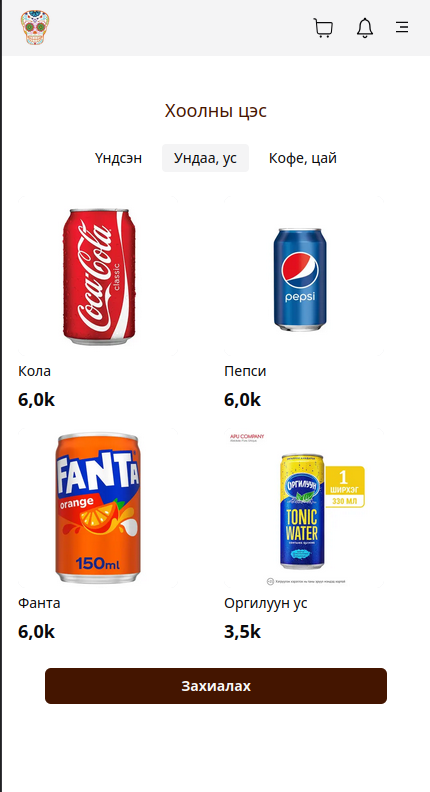 Хоолны цэс
Үндсэн Ундаа, ус Кофе, цай
Coca-Cola
classic
pepsi
Кола
Пепси
6,0k
6,0k
FANTA
orange
150ml
APU COMPANY
ОРГИЛУУН
TONIC
WATER
1
ШИРХЭГ
330 МЛ
Фанта
Оргилуун ус
6,0k
3,5k
Захиалах